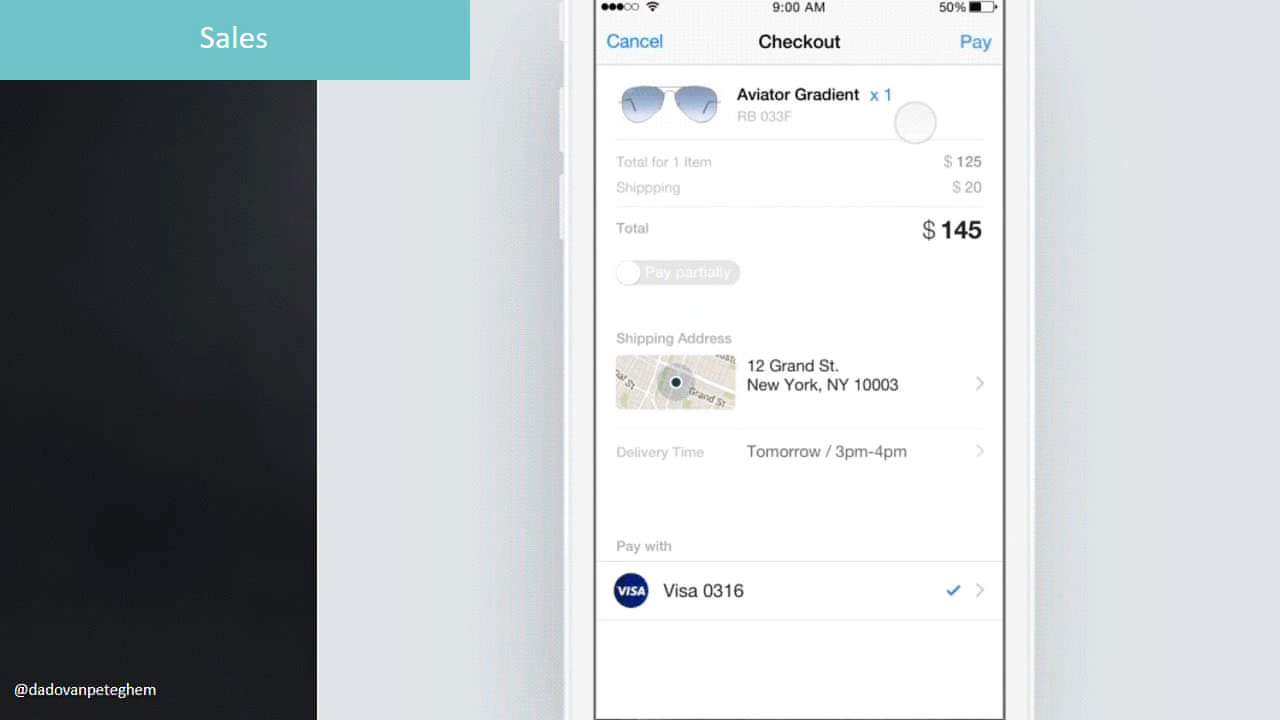 Sales
9:00 AM
50%
Cancel
Checkout
Pay
Aviator Gradient x 1
RB 033F
Total for 1 Item
$ 125
Shippping
$ 20
Total
$ 145
Pay partially
Shipping Address
12 Grand St.
New York, NY 10003
Grand St
Delivery Time
Tomorrow / 3pm-4pm
Pay with
VISA
Visa 0316
@dadovanpeteghem